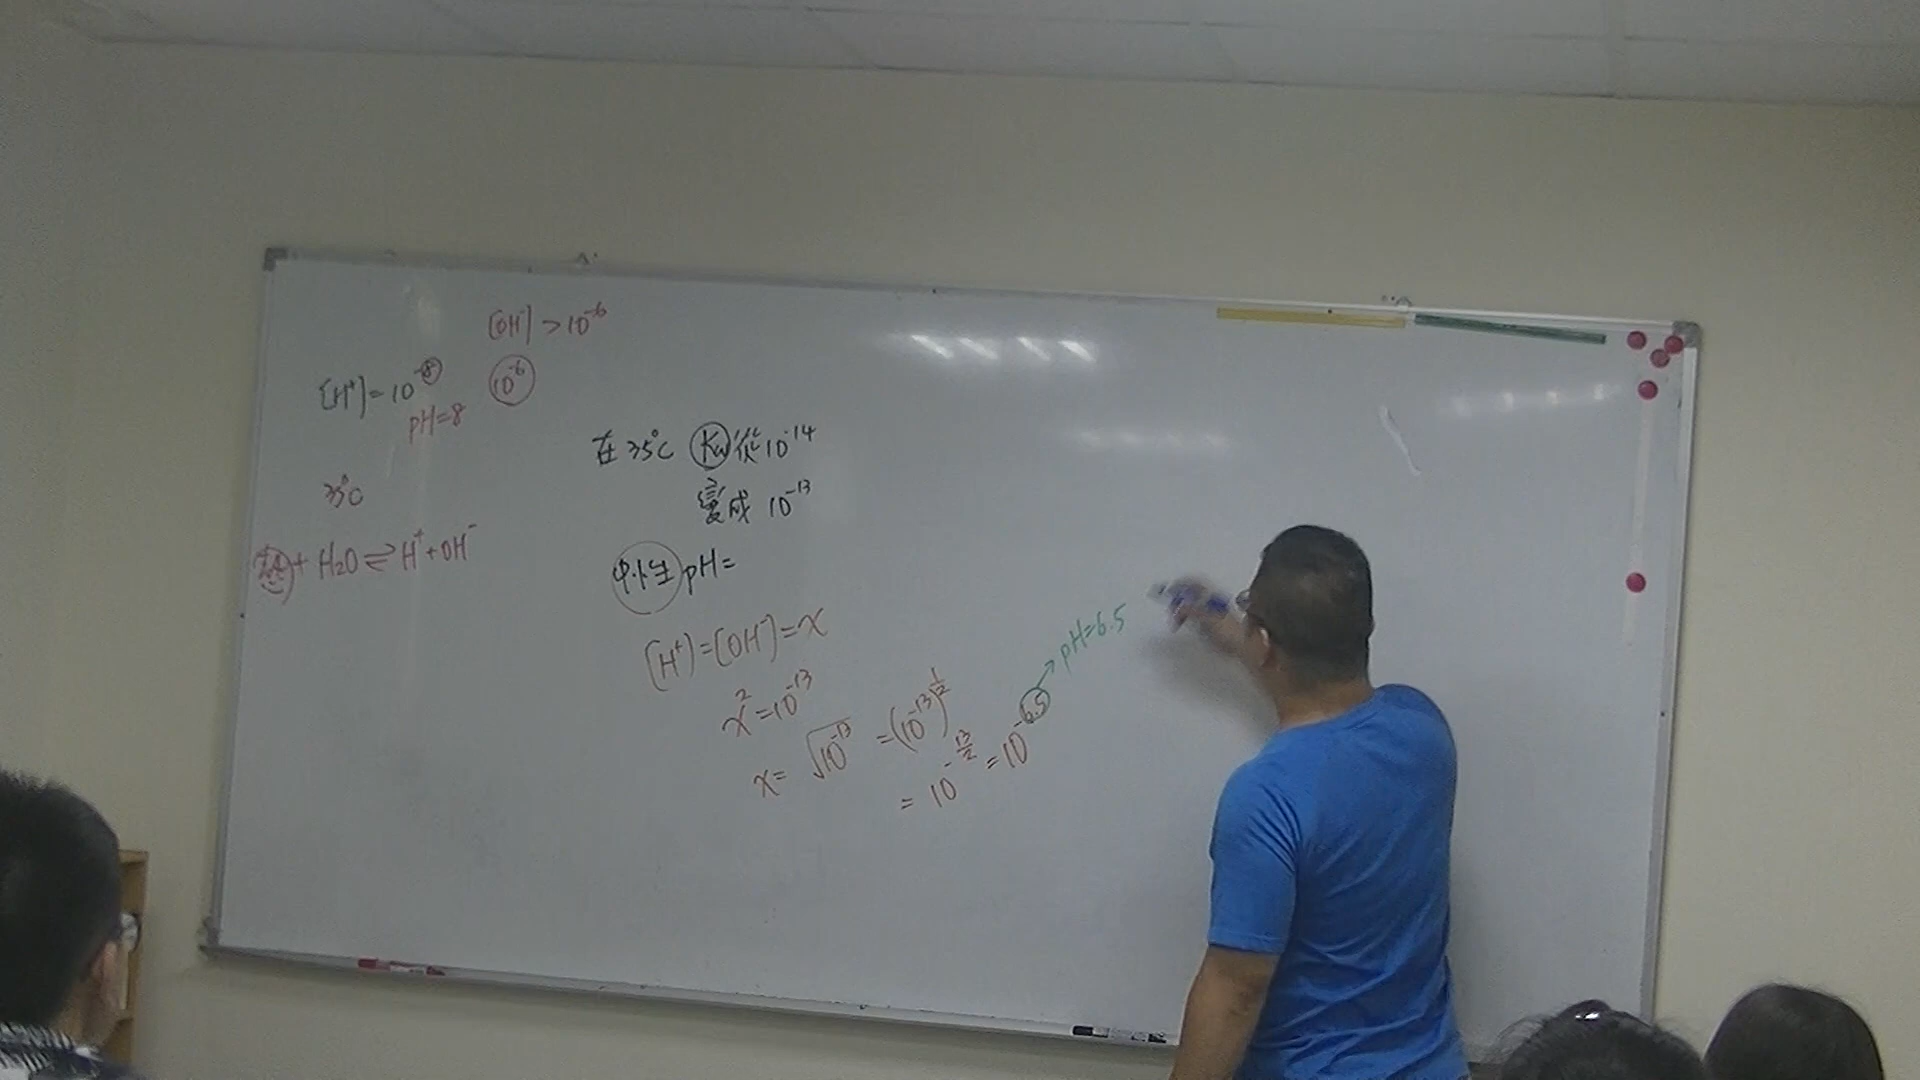 [OH⁻] > 10⁻⁶
[H⁺] = 10⁻⁸
10⁻⁶
pH=8
35°C
熱 + H₂O ⇌ H⁺ + OH⁻
在 35°C Kw 從 10⁻¹⁴
變成 10⁻¹³
中性 pH=
[H⁺]=[OH⁻]=x
x²=10⁻¹³
x= √10⁻¹³ =(10⁻¹³)^½
= 10^-13/2 = 10^-6.5 → pH=6.5